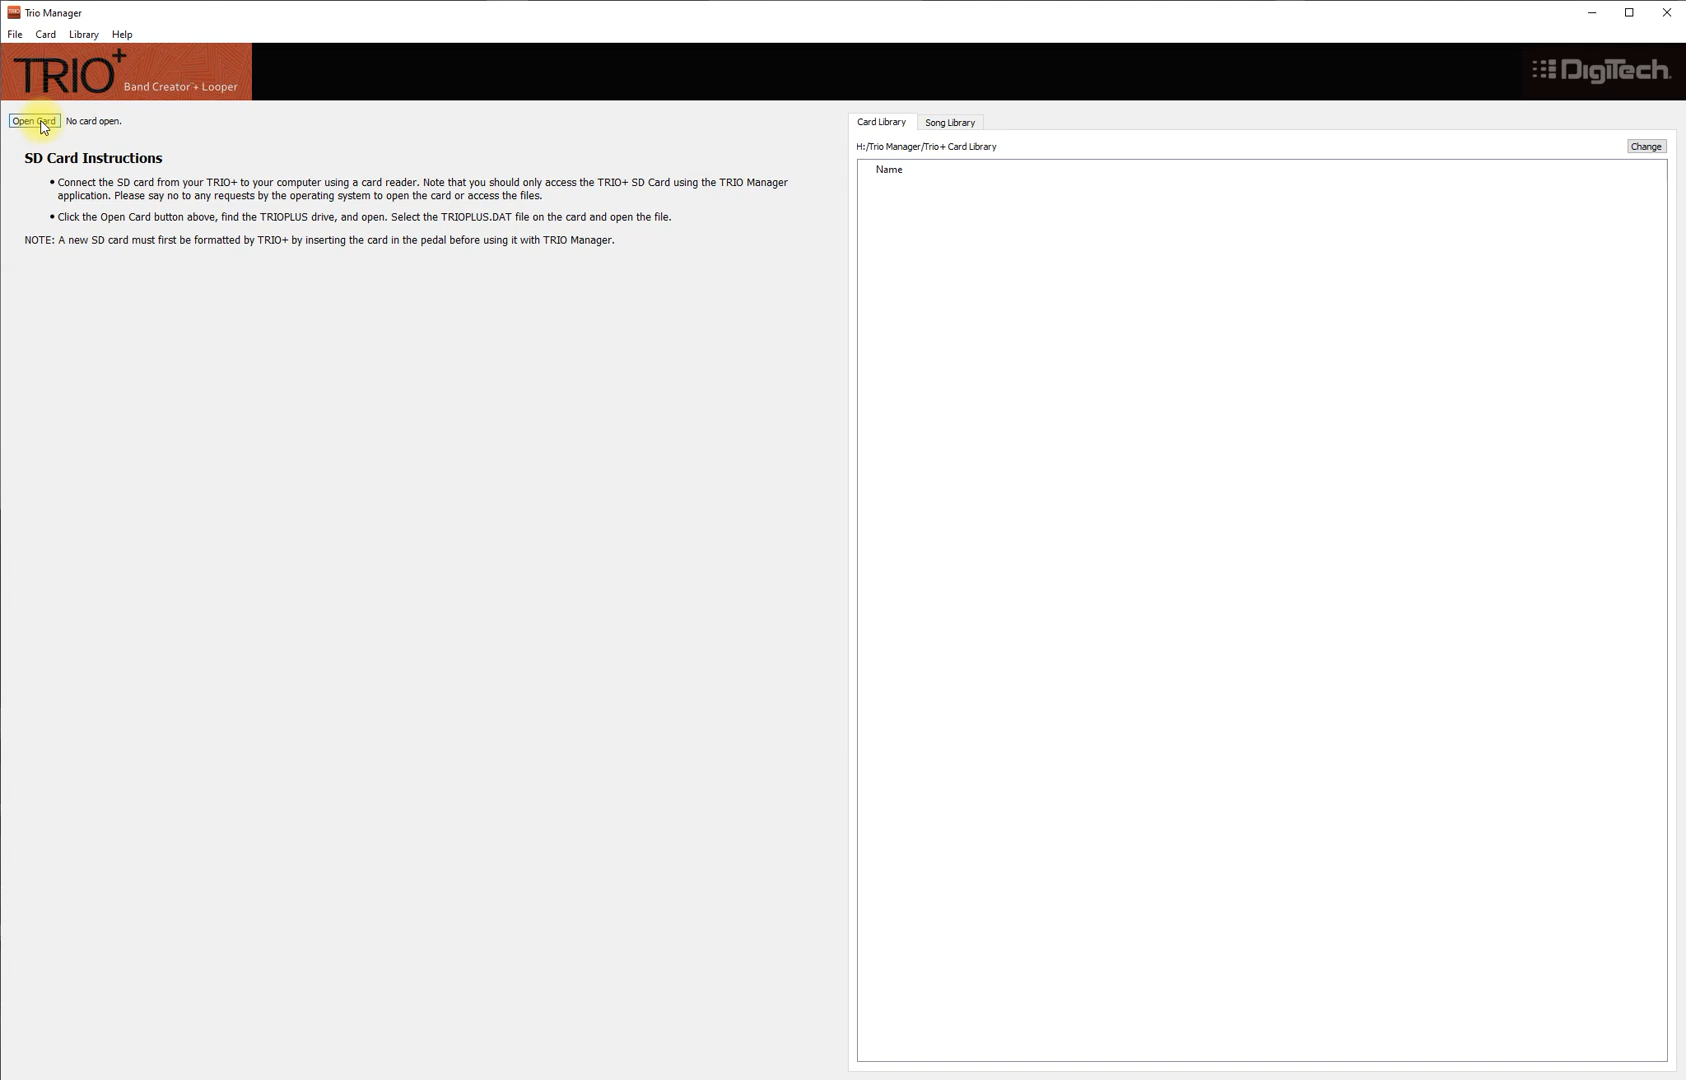 TRIO Trio Manager
File Card Library Help
TRIO+ Band Creator + Looper
DigiTech
Open Card No card open.
Card Library Song Library
H:/Trio Manager/Trio+ Card Library Change
Name
SD Card Instructions
• Connect the SD card from your TRIO+ to your computer using a card reader. Note that you should only access the TRIO+ SD Card using the TRIO Manager
application. Please say no to any requests by the operating system to open the card or access the files.
• Click the Open Card button above, find the TRIOPLUS drive, and open. Select the TRIOPLUS.DAT file on the card and open the file.
NOTE: A new SD card must first be formatted by TRIO+ by inserting the card in the pedal before using it with TRIO Manager.